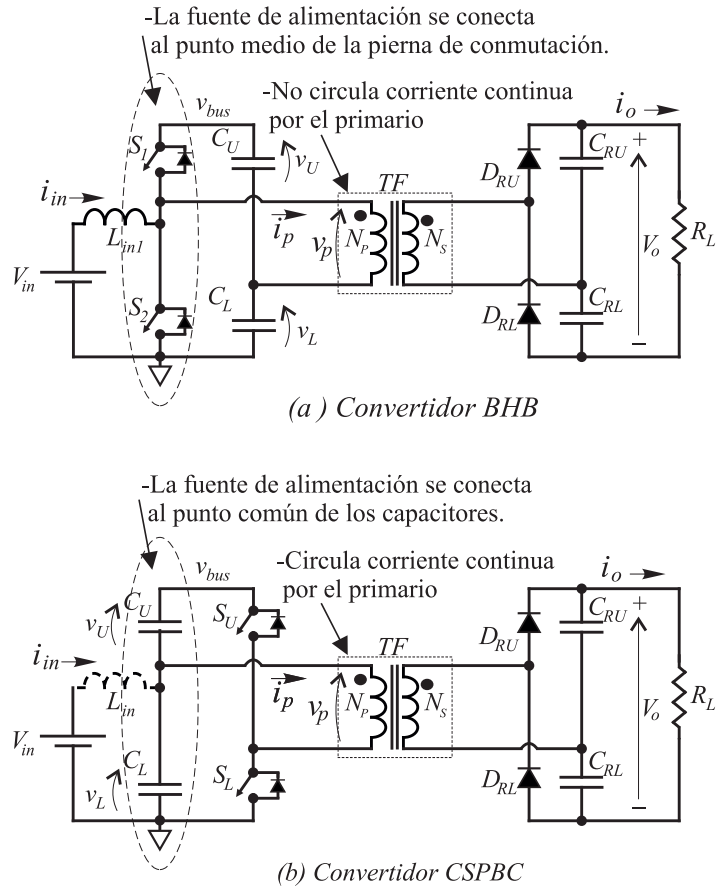 -La fuente de alimentación se conecta
al punto medio de la pierna de conmutación.
-No circula corriente continua
por el primario
v_bus
S_1
C_U
v_U
i_in
L_in1
V_in
S_2
C_L
v_L
i_p
v_p
TF
N_P
N_S
D_RU
D_RL
C_RU
C_RL
i_o
+
V_o
−
R_L
(a ) Convertidor BHB
-La fuente de alimentación se conecta
al punto común de los capacitores.
-Circula corriente continua
por el primario
v_bus
C_U
v_U
S_U
i_in
L_in
V_in
C_L
v_L
S_L
i_p
v_p
TF
N_P
N_S
D_RU
D_RL
C_RU
C_RL
i_o
+
V_o
−
R_L
(b) Convertidor CSPBC